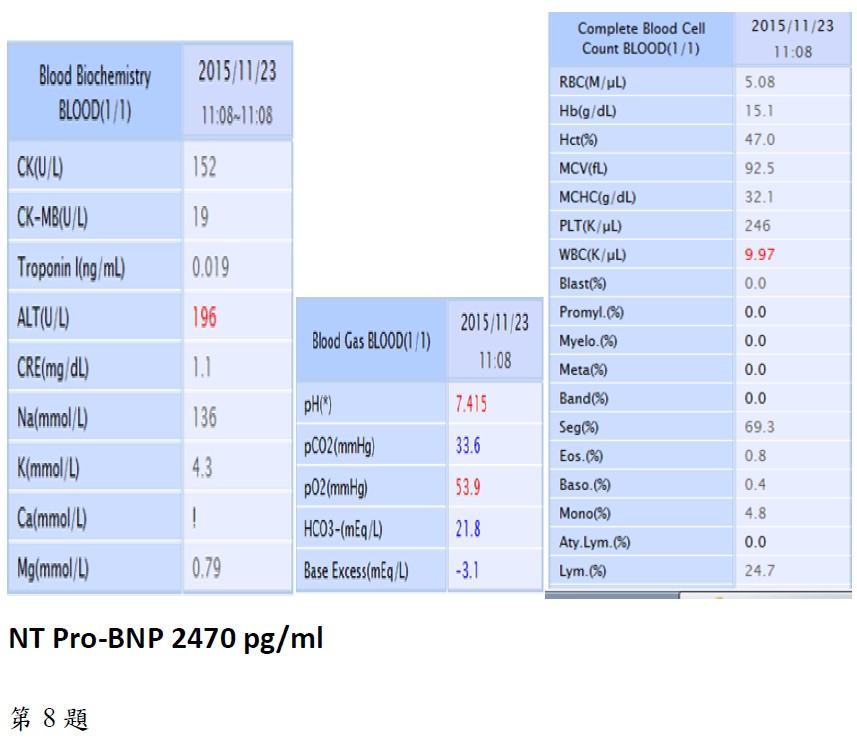 Blood Biochemistry BLOOD(1/1) 2015/11/23 11:08~11:08
CK(U/L) 152
CK-MB(U/L) 19
Troponin I(ng/mL) 0.019
ALT(U/L) 196
CRE(mg/dL) 1.1
Na(mmol/L) 136
K(mmol/L) 4.3
Ca(mmol/L) !
Mg(mmol/L) 0.79
Blood Gas BLOOD(1/1) 2015/11/23 11:08
pH(*) 7.415
pCO2(mmHg) 33.6
pO2(mmHg) 53.9
HCO3-(mEq/L) 21.8
Base Excess(mEq/L) -3.1
Complete Blood Cell Count BLOOD(1/1) 2015/11/23 11:08
RBC(M/μL) 5.08
Hb(g/dL) 15.1
Hct(%) 47.0
MCV(fL) 92.5
MCHC(g/dL) 32.1
PLT(K/μL) 246
WBC(K/μL) 9.97
Blast(%) 0.0
Promyl.(%) 0.0
Myelo.(%) 0.0
Meta(%) 0.0
Band(%) 0.0
Seg(%) 69.3
Eos.(%) 0.8
Baso.(%) 0.4
Mono(%) 4.8
Aty.Lym.(%) 0.0
Lym.(%) 24.7
NT Pro-BNP 2470 pg/ml
第 8 題